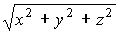 √(x² + y² + z²)